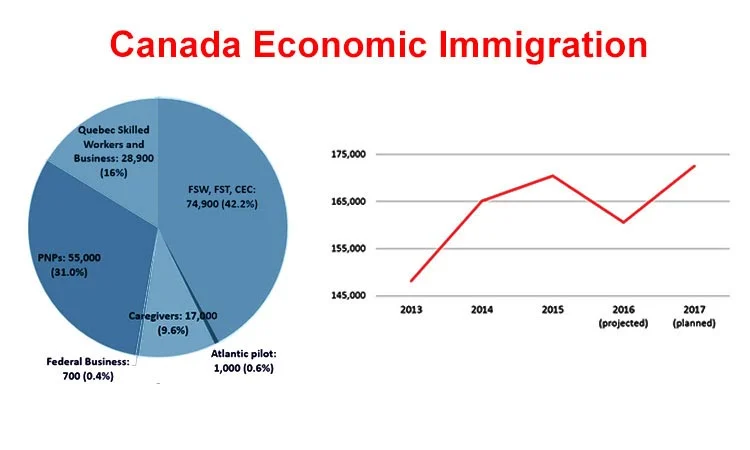 Canada Economic Immigration
Quebec Skilled
Workers and
Business: 28,900
(16%)
FSW, FST, CEC:
74,900 (42.2%)
PNPs: 55,000
(31.0%)
Caregivers: 17,000
(9.6%)
Federal Business:
700 (0.4%)
Atlantic pilot:
1,000 (0.6%)
175,000
165,000
155,000
145,000
2013
2014
2015
2016
(projected)
2017
(planned)